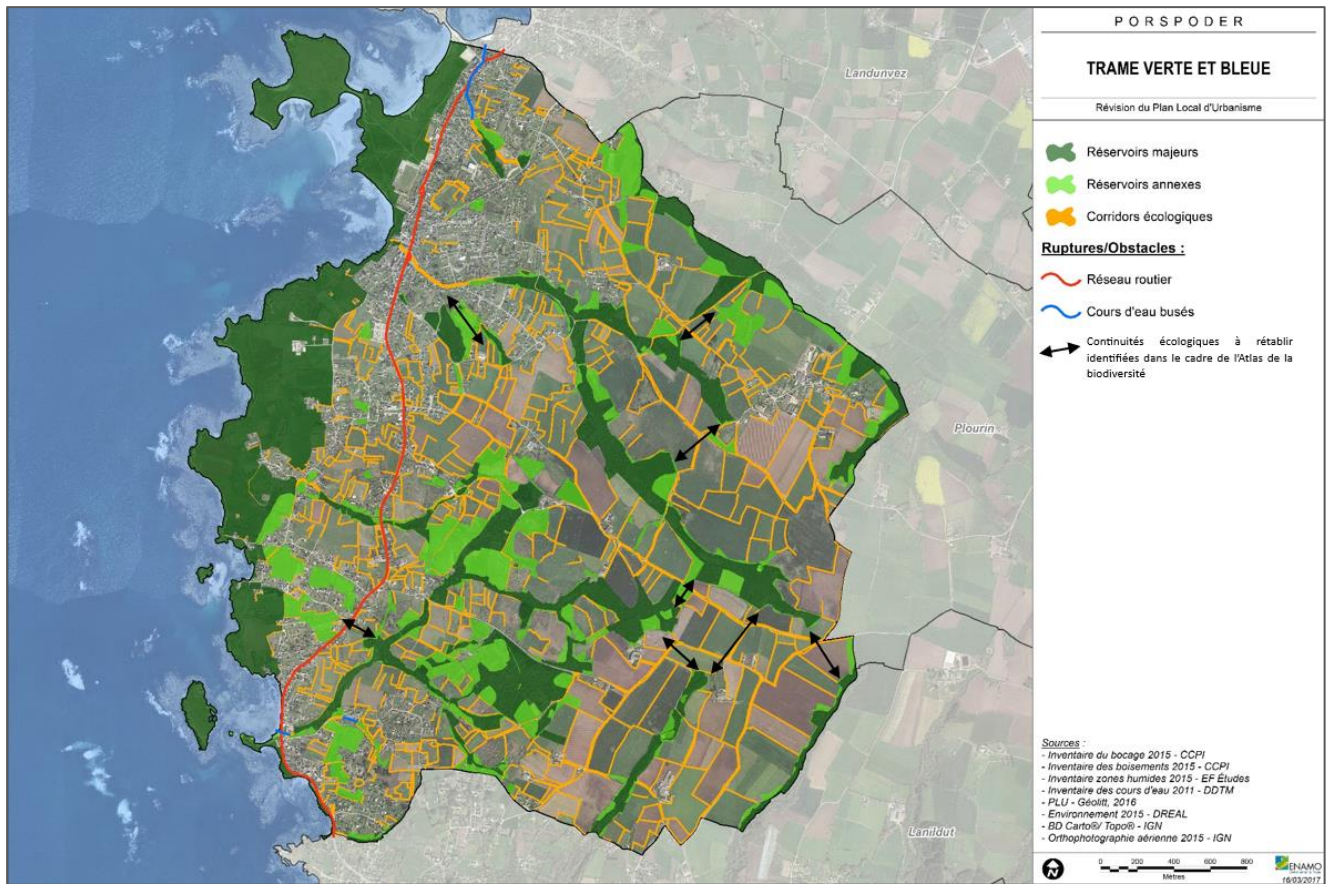 PORSPODER
TRAME VERTE ET BLEUE
Révision du Plan Local d'Urbanisme
Réservoirs majeurs
Réservoirs annexes
Corridors écologiques
Ruptures/Obstacles :
Réseau routier
Cours d'eau busés
Continuités écologiques à rétablir
identifiées dans le cadre de l'Atlas de la
biodiversité
Landunvez
Plourin
Lanildut
Sources :
- Inventaire du bocage 2015 - CCPI
- Inventaire des boisements 2015 - CCPI
- Inventaire zones humides 2015 - EF Études
- Inventaire des cours d'eau 2011 - DDTM
- PLU - Géolitt, 2016
- Environnement 2015 - DREAL
- BD Carto®/ Topo® - IGN
- Orthophotographie aérienne 2015 - IGN
N
0 200 400 600 800
Mètres
ENAMO
16/03/2017